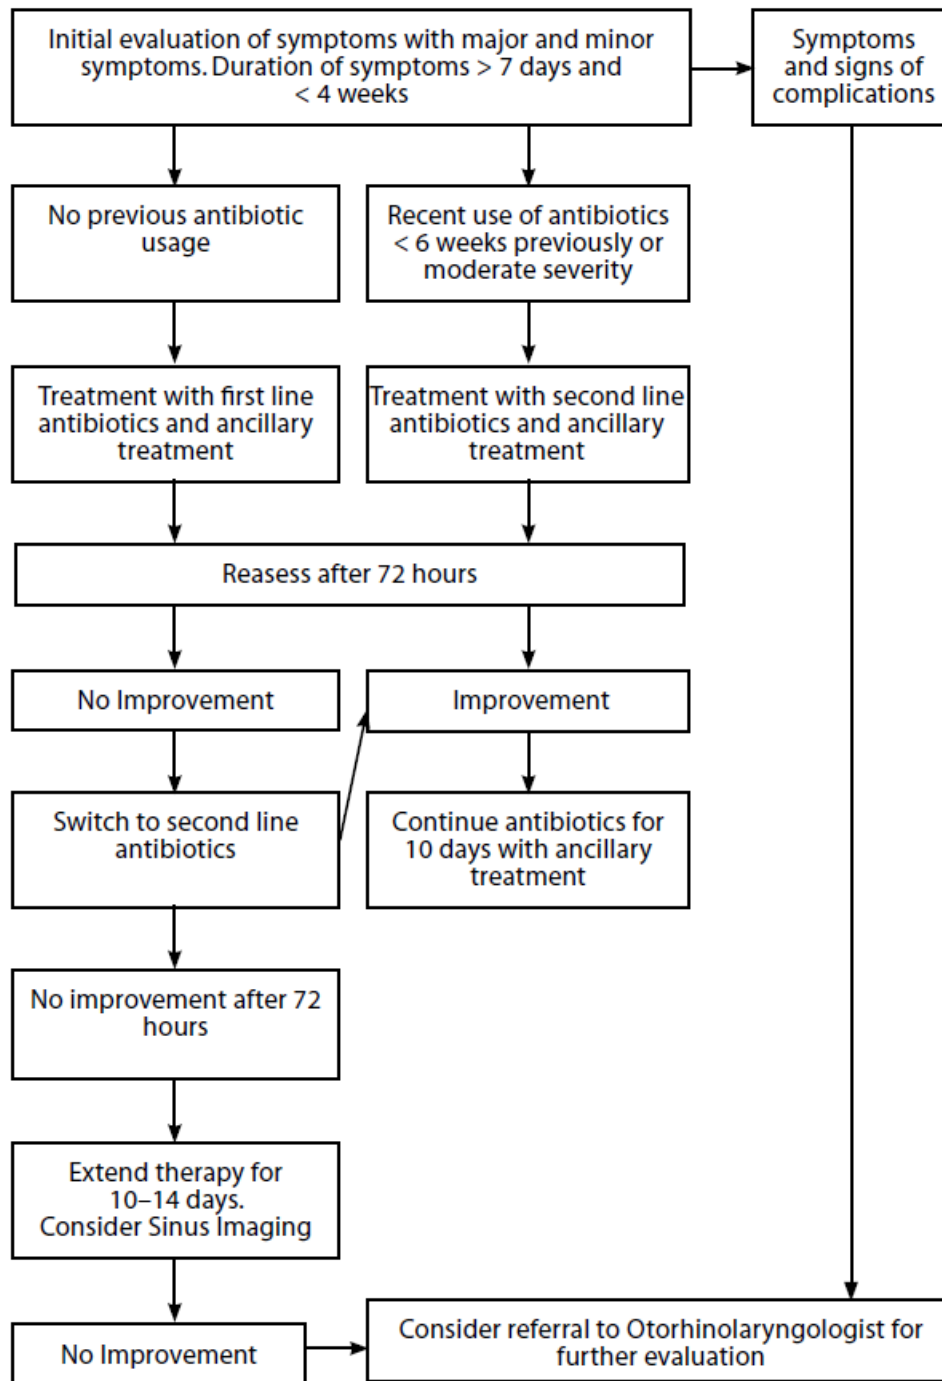 Initial evaluation of symptoms with major and minor
symptoms. Duration of symptoms > 7 days and
< 4 weeks
Symptoms
and signs of
complications
No previous antibiotic
usage
Recent use of antibiotics
< 6 weeks previously or
moderate severity
Treatment with first line
antibiotics and ancillary
treatment
Treatment with second line
antibiotics and ancillary
treatment
Reasess after 72 hours
No Improvement
Improvement
Switch to second line
antibiotics
Continue antibiotics for
10 days with ancillary
treatment
No improvement after 72
hours
Extend therapy for
10–14 days.
Consider Sinus Imaging
No Improvement
Consider referral to Otorhinolaryngologist for
further evaluation